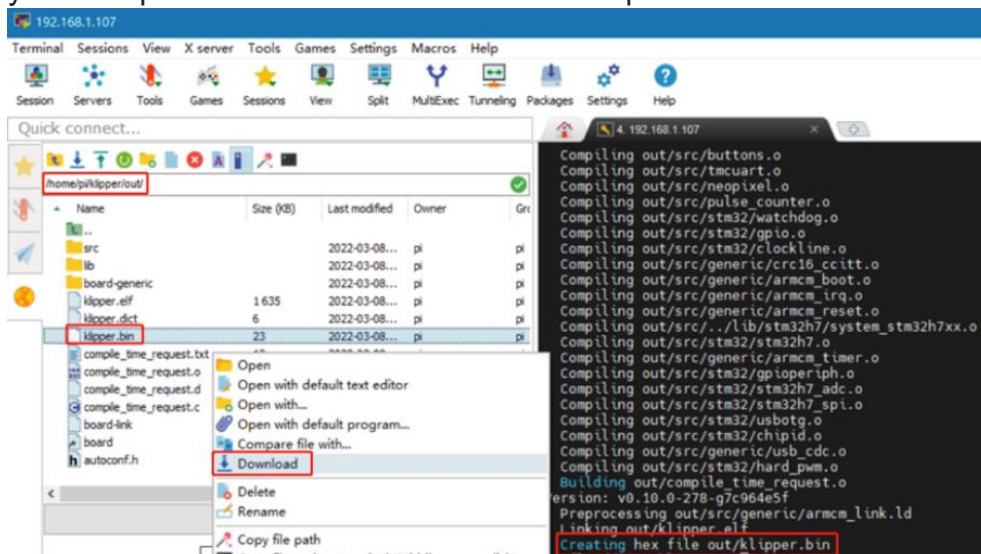 192.168.1.107
Terminal Sessions View X server Tools Games Settings Macros Help
Session Servers Tools Games Sessions View Split MultiExec Tunneling Packages Settings Help
Quick connect...
4. 192.168.1.107
/home/pi/klipper/out/
Name Size (KB) Last modified Owner
..
src 2022-03-08... pi pi
lib 2022-03-08... pi pi
board-generic 2022-03-08... pi pi
klipper.elf 1 635 2022-03-08... pi pi
klipper.dict 6 2022-03-08... pi pi
klipper.bin 23 2022-03-08... pi pi
compile_time_request.txt
compile_time_request.o
compile_time_request.d
compile_time_request.c
board-link
board
autoconf.h
Open
Open with default text editor
Open with...
Open with default program...
Compare file with...
Download
Delete
Rename
Copy file path
Compiling out/src/buttons.o
Compiling out/src/tmcuart.o
Compiling out/src/neopixel.o
Compiling out/src/pulse_counter.o
Compiling out/src/stm32/watchdog.o
Compiling out/src/stm32/gpio.o
Compiling out/src/stm32/clockline.o
Compiling out/src/generic/crc16_ccitt.o
Compiling out/src/generic/armcm_boot.o
Compiling out/src/generic/armcm_irq.o
Compiling out/src/generic/armcm_reset.o
Compiling out/src/../lib/stm32h7/system_stm32h7xx.o
Compiling out/src/stm32/stm32h7.o
Compiling out/src/generic/armcm_timer.o
Compiling out/src/stm32/gpioperiph.o
Compiling out/src/stm32/stm32h7_adc.o
Compiling out/src/stm32/stm32h7_spi.o
Compiling out/src/stm32/usbotg.o
Compiling out/src/generic/usb_cdc.o
Compiling out/src/stm32/chipid.o
Compiling out/src/stm32/hard_pwm.o
Building out/compile_time_request.o
ersion: v0.10.0-278-g7c964e5f
Preprocessing out/src/generic/armcm_link.ld
Linking out/klipper.elf
Creating hex file out/klipper.bin